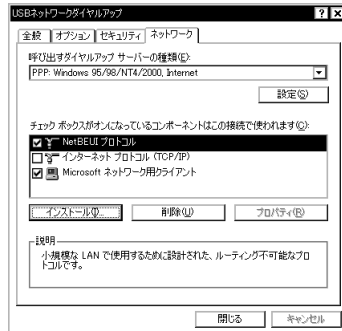 USBネットワークダイヤルアップ
全般 オプション セキュリティ ネットワーク
呼び出すダイヤルアップ サーバーの種類(E):
PPP: Windows 95/98/NT4/2000, Internet
設定(S)
チェック ボックスがオンになっているコンポーネントはこの接続で使われます(C):
NetBEUI プロトコル
インターネット プロトコル (TCP/IP)
Microsoft ネットワーク用クライアント
インストール(I)... 削除(U) プロパティ(R)
説明
小規模な LAN で使用するために設計された、ルーティング不可能なプロ
トコルです。
閉じる キャンセル